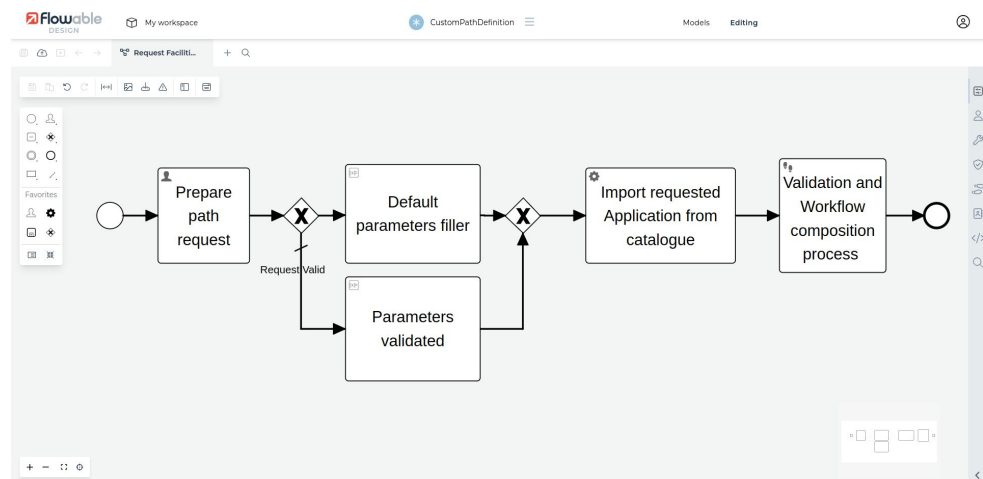 Flowable
DESIGN
My workspace
CustomPathDefinition
Models
Editing
Request Faciliti...
Favorites
Prepare
path
request
Request Valid
Default
parameters filler
Parameters
validated
Import requested
Application from
catalogue
Validation and
Workflow
composition
process